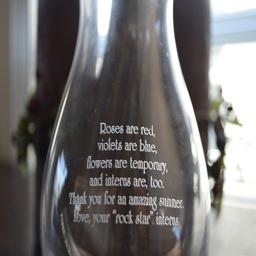 Roses are red,
violets are blue,
flowers are temporary,
and interns are, too.
Thank you for an amazing summer.
Love, your "rock star" interns